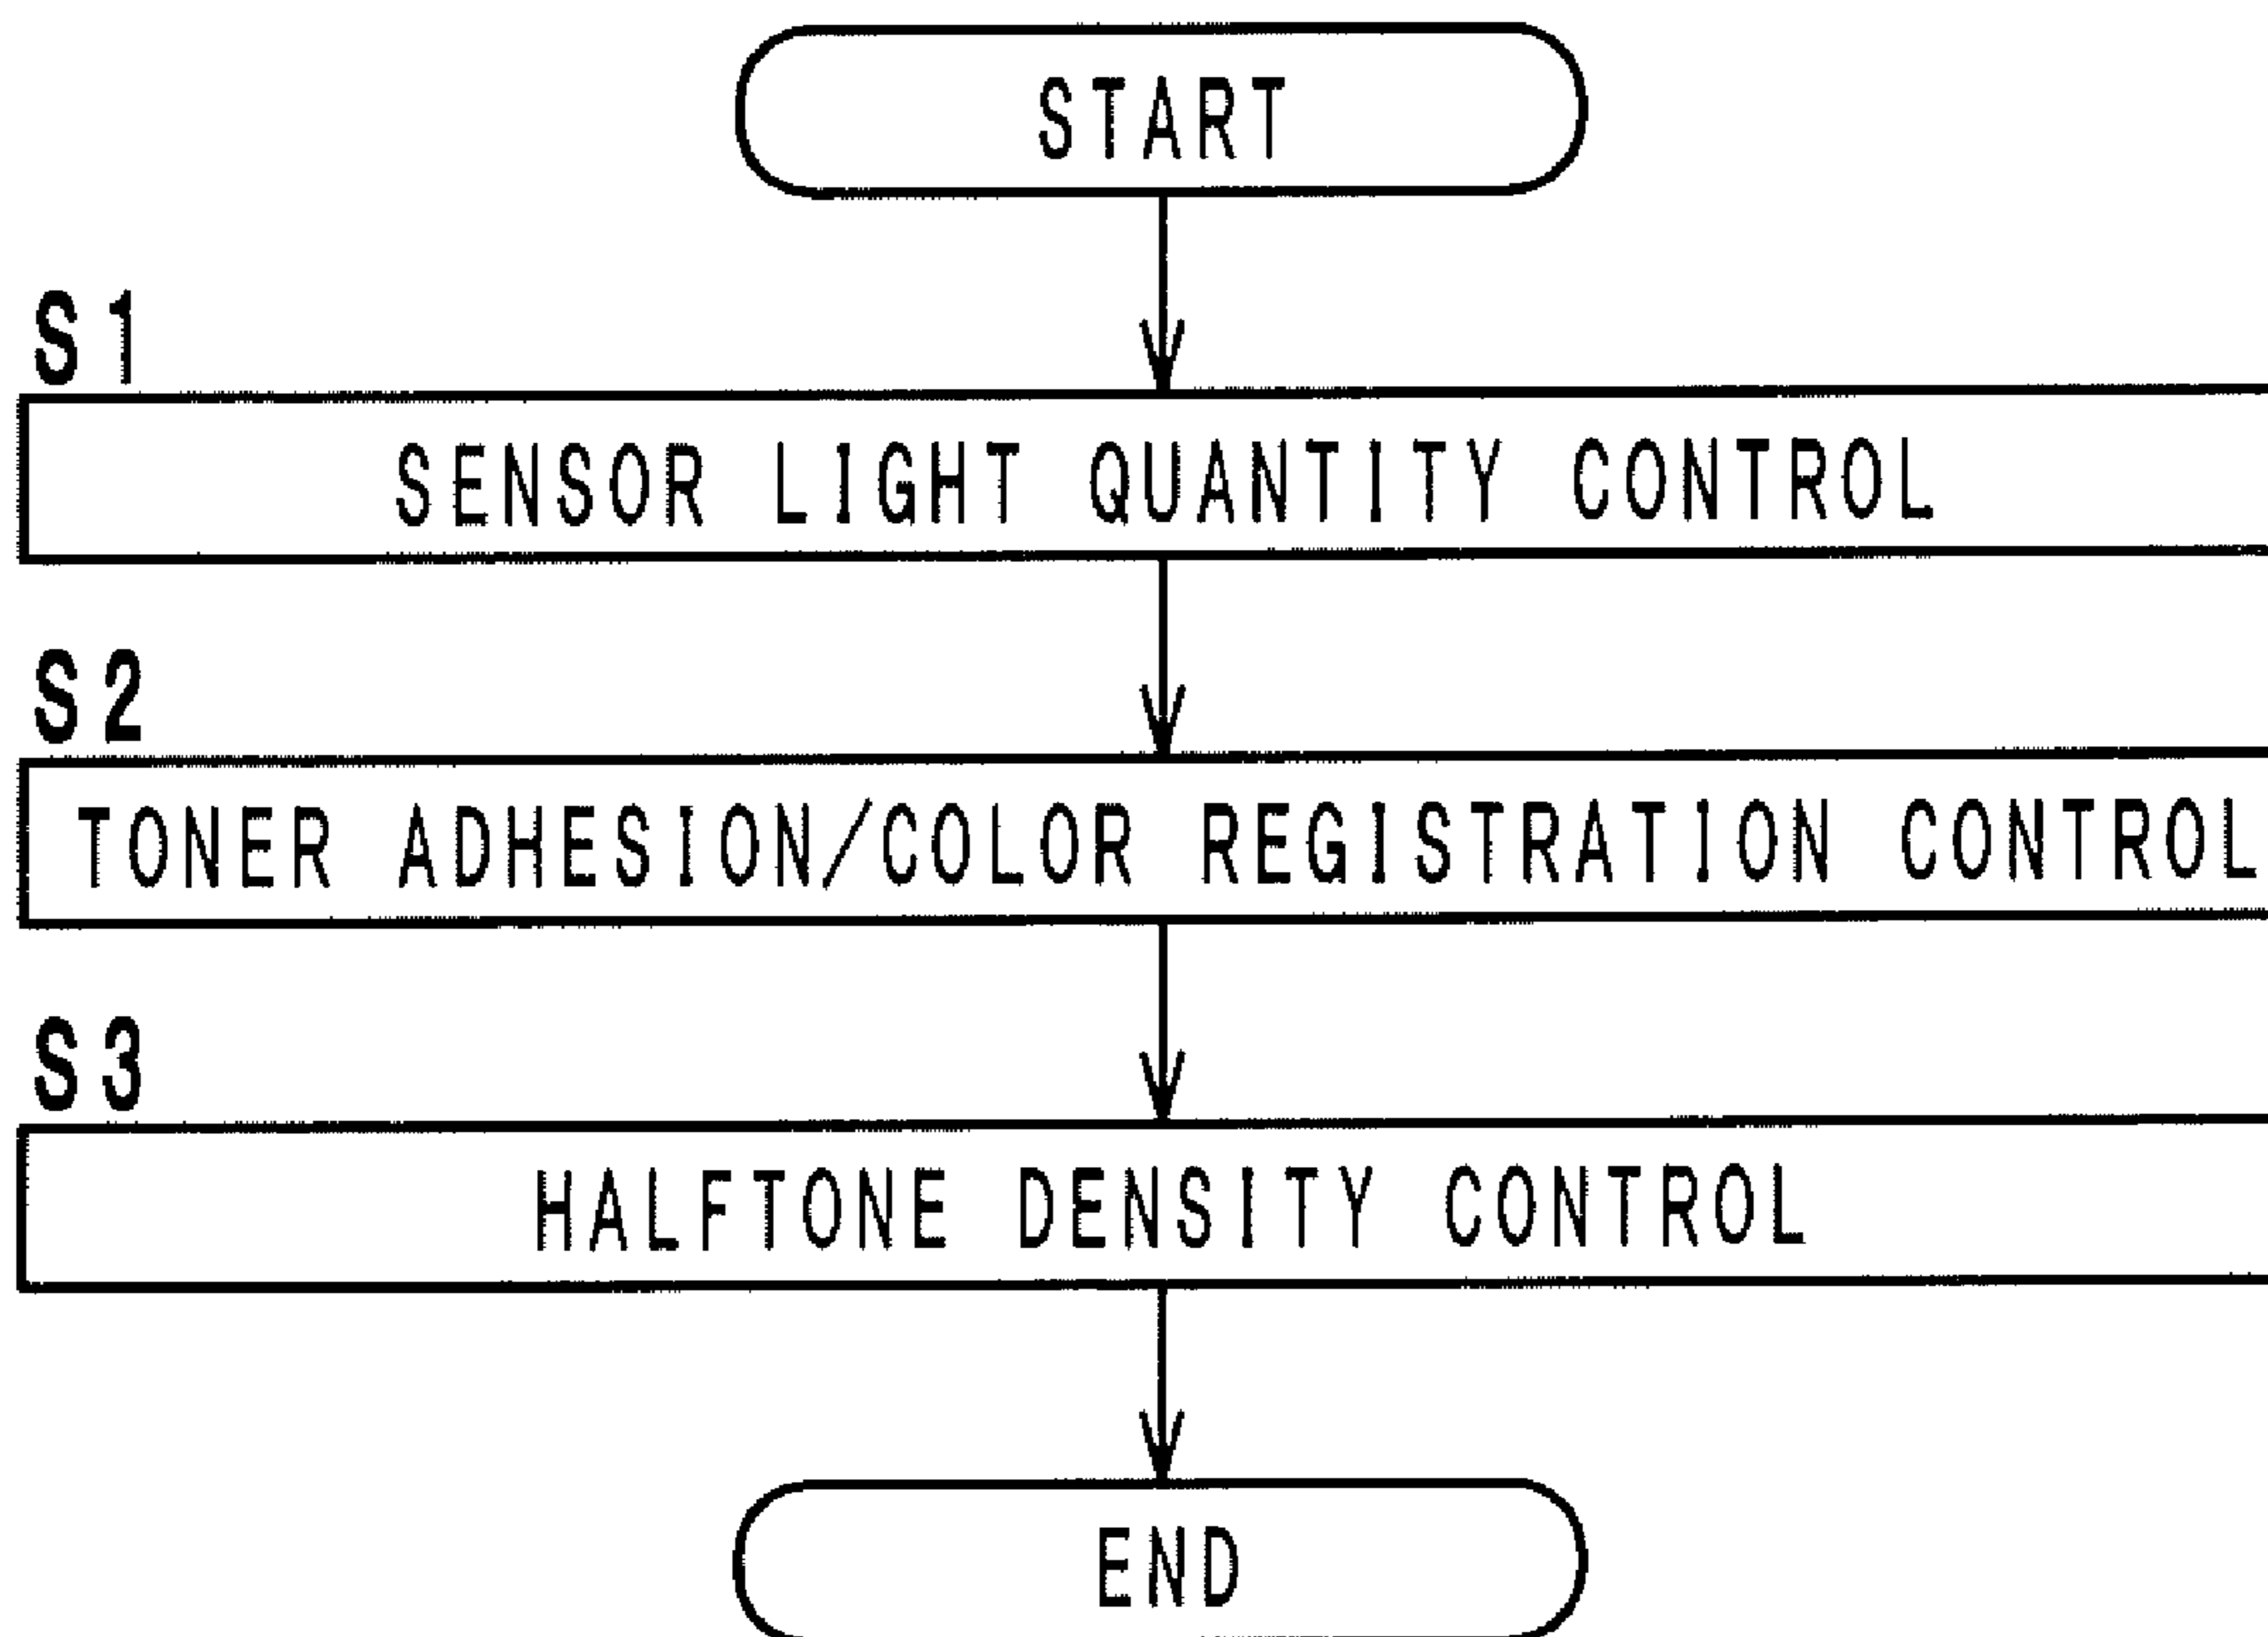 START
S1
SENSOR LIGHT QUANTITY CONTROL
S2
TONER ADHESION/COLOR REGISTRATION CONTROL
S3
HALFTONE DENSITY CONTROL
END